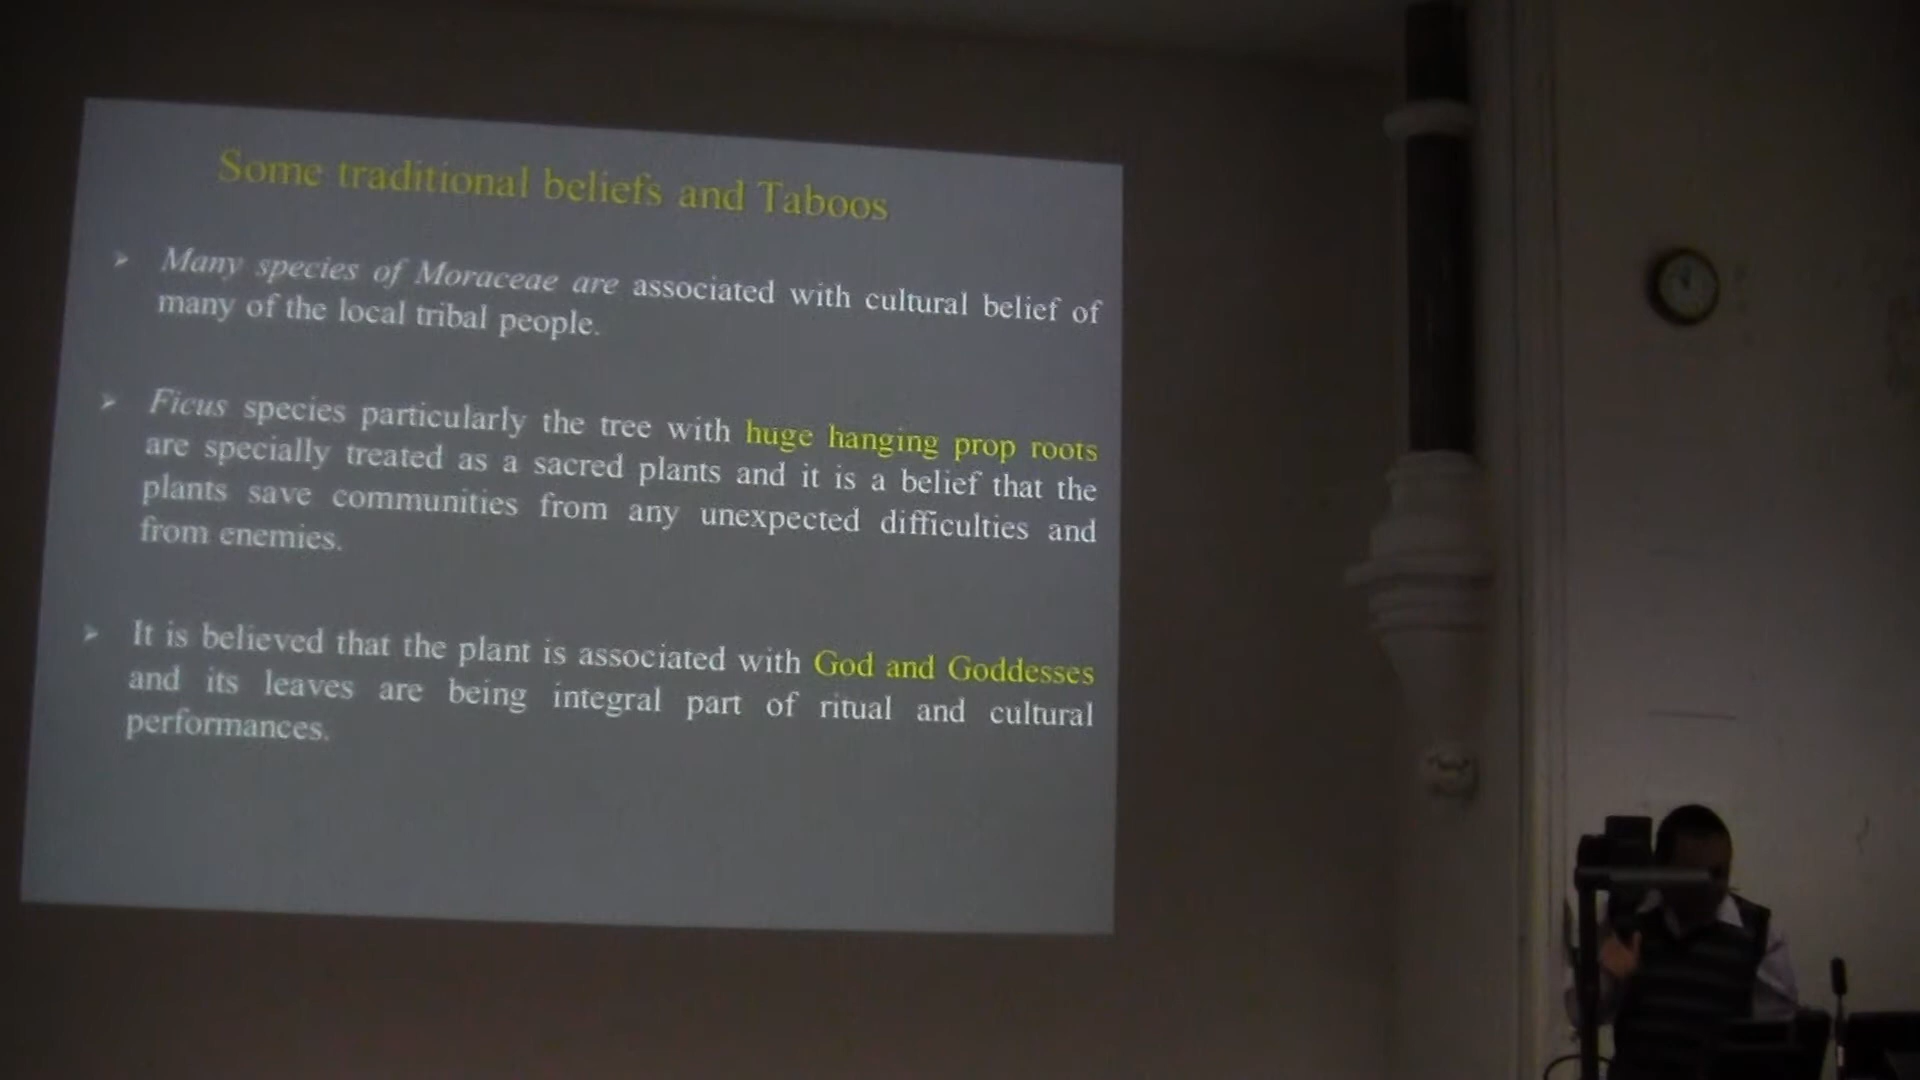 Some traditional beliefs and Taboos
Many species of Moraceae are associated with cultural belief of
many of the local tribal people.
Ficus species particularly the tree with huge hanging prop roots
are specially treated as a sacred plants and it is a belief that the
plants save communities from any unexpected difficulties and
from enemies.
It is believed that the plant is associated with God and Goddesses
and its leaves are being integral part of ritual and cultural
performances.